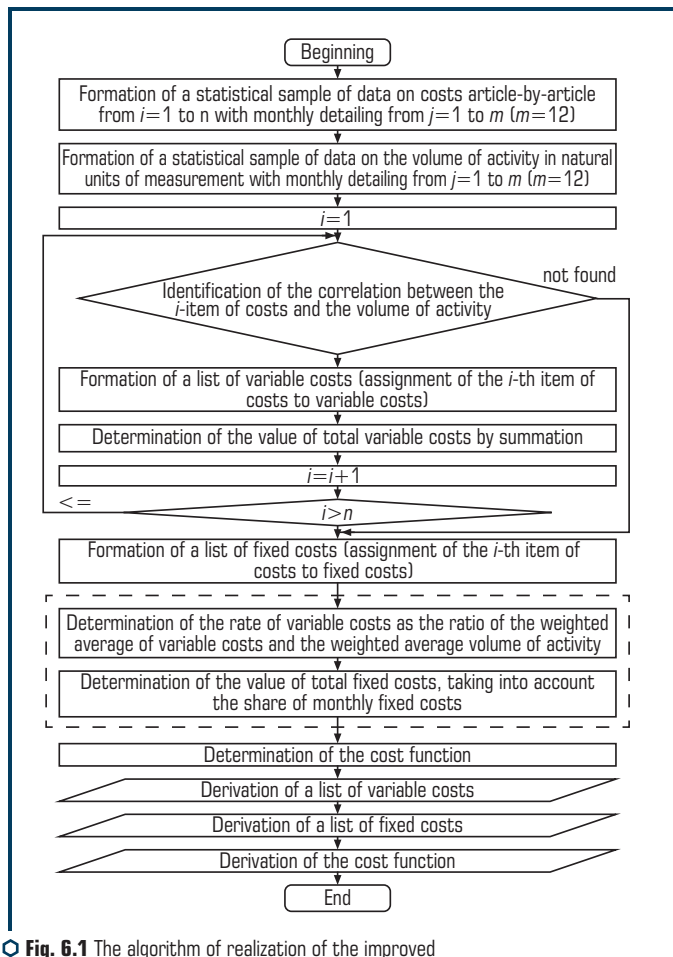 Beginning
Formation of a statistical sample of data on costs article-by-article
from i=1 to n with monthly detailing from j=1 to m (m=12)
Formation of a statistical sample of data on the volume of activity in natural
units of measurement with monthly detailing from j=1 to m (m=12)
i=1
not found
Identification of the correlation between the
i-item of costs and the volume of activity
Formation of a list of variable costs (assignment of the i-th item of
costs to variable costs)
Determination of the value of total variable costs by summation
i=i+1
<=
i>n
Formation of a list of fixed costs (assignment of the i-th item of
costs to fixed costs)
Determination of the rate of variable costs as the ratio of the weighted
average of variable costs and the weighted average volume of activity
Determination of the value of total fixed costs, taking into account
the share of monthly fixed costs
Determination of the cost function
Derivation of a list of variable costs
Derivation of a list of fixed costs
Derivation of the cost function
End
Fig. 6.1 The algorithm of realization of the improved